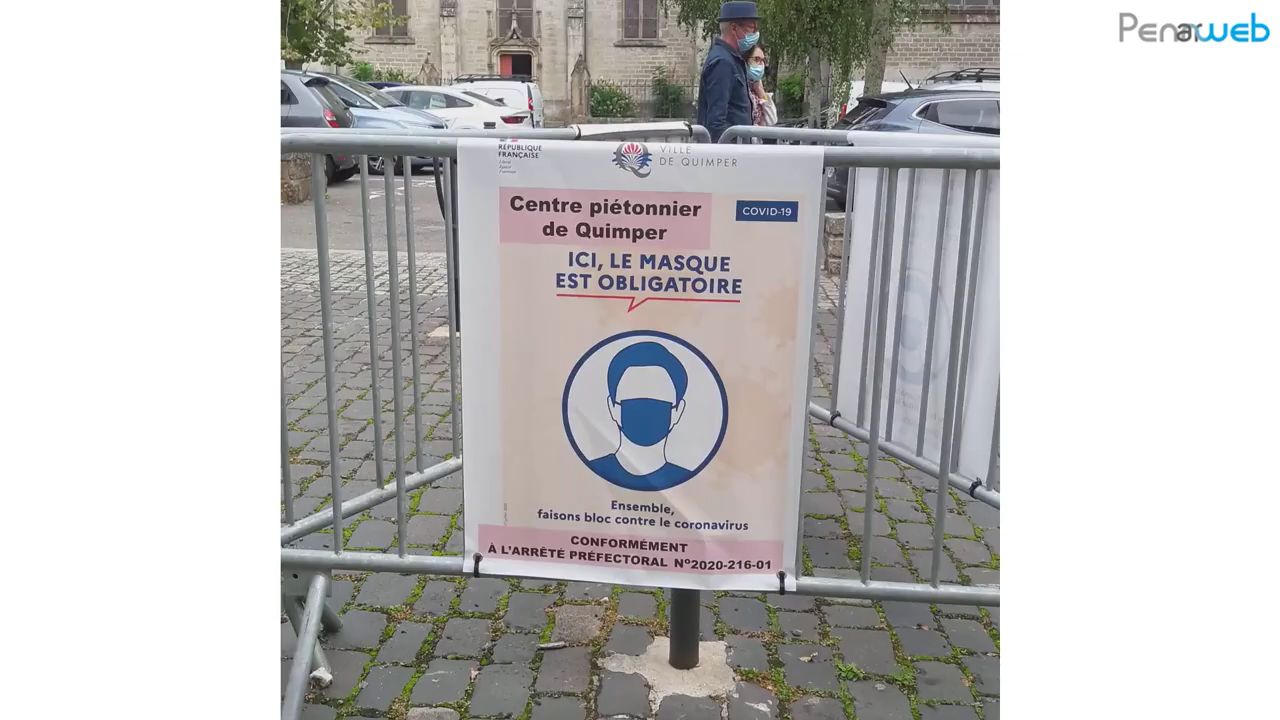 Penarweb
RÉPUBLIQUE
FRANÇAISE
VILLE
DE QUIMPER
Centre piétonnier
de Quimper
COVID-19
ICI, LE MASQUE
EST OBLIGATOIRE
Ensemble,
faisons bloc contre le coronavirus
CONFORMÉMENT
À L'ARRÊTÉ PRÉFECTORAL N°2020-216-01